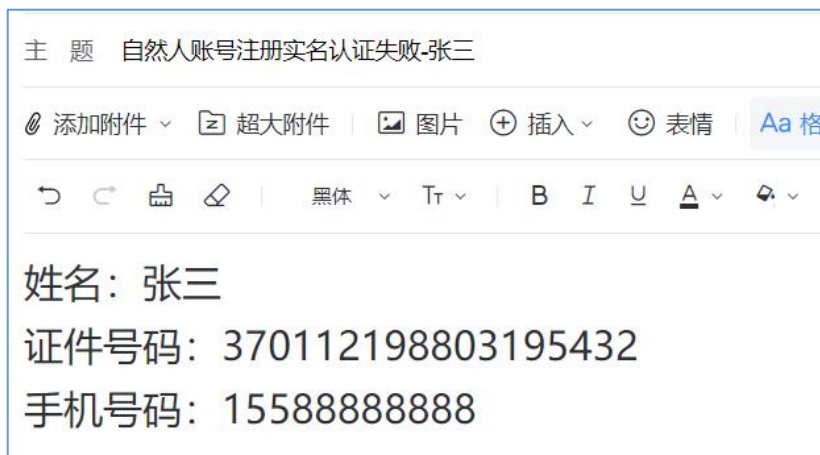 主 题 自然人账号注册实名认证失败-张三
添加附件 超大附件 图片 插入 表情 Aa 格
黑体 TT B I U A
姓名：张三
证件号码：370112198803195432
手机号码：15588888888